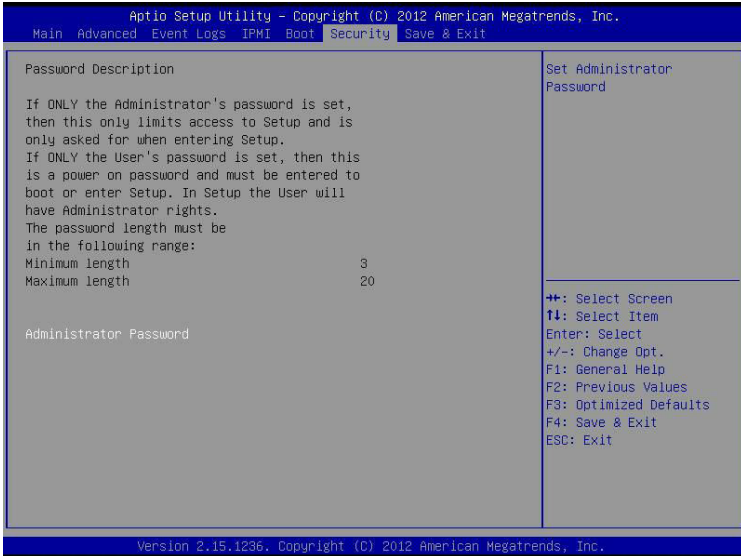 Aptio Setup Utility – Copyright (C) 2012 American Megatrends, Inc.
Main Advanced Event Logs IPMI Boot Security Save & Exit
Password Description
If ONLY the Administrator's password is set,
then this only limits access to Setup and is
only asked for when entering Setup.
If ONLY the User's password is set, then this
is a power on password and must be entered to
boot or enter Setup. In Setup the User will
have Administrator rights.
The password length must be
in the following range:
Minimum length 3
Maximum length 20
Administrator Password
Set Administrator
Password
→←: Select Screen
↑↓: Select Item
Enter: Select
+/-: Change Opt.
F1: General Help
F2: Previous Values
F3: Optimized Defaults
F4: Save & Exit
ESC: Exit
Version 2.15.1236. Copyright (C) 2012 American Megatrends, Inc.